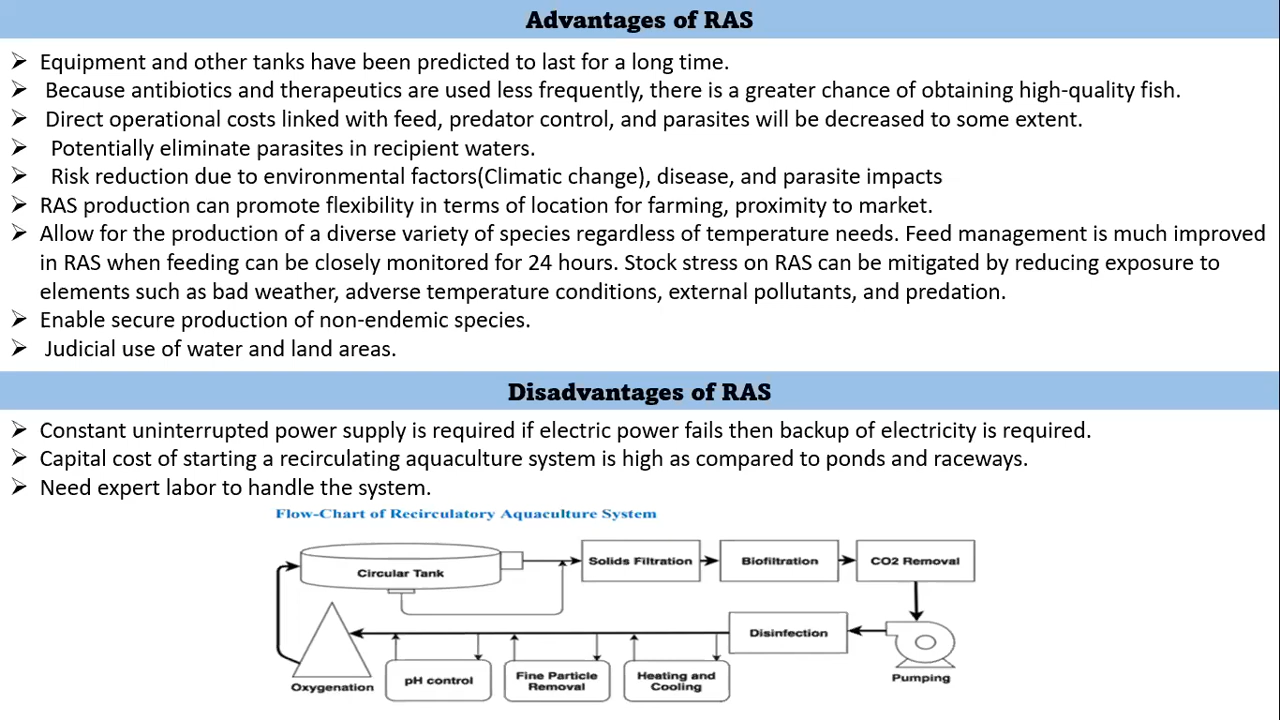 Advantages of RAS
➢ Equipment and other tanks have been predicted to last for a long time.
➢ Because antibiotics and therapeutics are used less frequently, there is a greater chance of obtaining high-quality fish.
➢ Direct operational costs linked with feed, predator control, and parasites will be decreased to some extent.
➢ Potentially eliminate parasites in recipient waters.
➢ Risk reduction due to environmental factors(Climatic change), disease, and parasite impacts
➢ RAS production can promote flexibility in terms of location for farming, proximity to market.
➢ Allow for the production of a diverse variety of species regardless of temperature needs. Feed management is much improved
in RAS when feeding can be closely monitored for 24 hours. Stock stress on RAS can be mitigated by reducing exposure to
elements such as bad weather, adverse temperature conditions, external pollutants, and predation.
➢ Enable secure production of non-endemic species.
➢ Judicial use of water and land areas.
Disadvantages of RAS
➢ Constant uninterrupted power supply is required if electric power fails then backup of electricity is required.
➢ Capital cost of starting a recirculating aquaculture system is high as compared to ponds and raceways.
➢ Need expert labor to handle the system.
Flow-Chart of Recirculatory Aquaculture System
Circular Tank
Solids Filtration
Biofiltration
CO2 Removal
Disinfection
Pumping
Oxygenation
pH control
Fine Particle
Removal
Heating and
Cooling